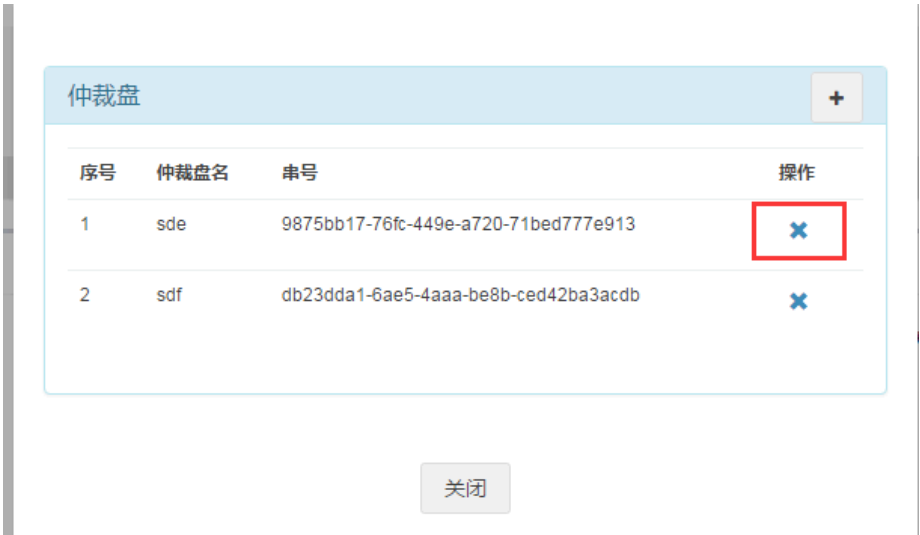 仲裁盘
序号 仲裁盘名 串号 操作
1 sde 9875bb17-76fc-449e-a720-71bed777e913
2 sdf db23dda1-6ae5-4aaa-be8b-ced42ba3acdb
关闭